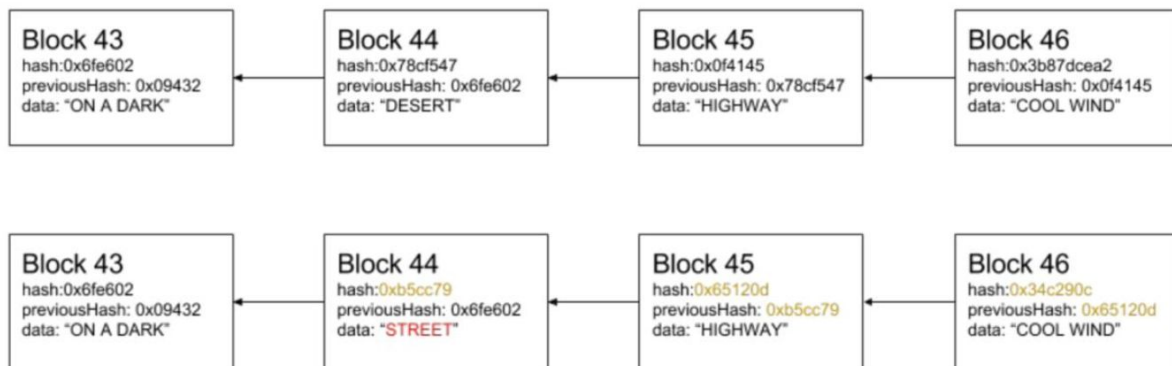 Block 43
hash:0x6fe602
previousHash: 0x09432
data: “ON A DARK”
Block 44
hash:0x78cf547
previousHash: 0x6fe602
data: “DESERT”
Block 45
hash:0x0f4145
previousHash: 0x78cf547
data: “HIGHWAY”
Block 46
hash:0x3b87dcea2
previousHash: 0x0f4145
data: “COOL WIND”
Block 43
hash:0x6fe602
previousHash: 0x09432
data: “ON A DARK”
Block 44
hash:0xb5cc79
previousHash: 0x6fe602
data: “STREET”
Block 45
hash:0x65120d
previousHash: 0xb5cc79
data: “HIGHWAY”
Block 46
hash:0x34c290c
previousHash: 0x65120d
data: “COOL WIND”